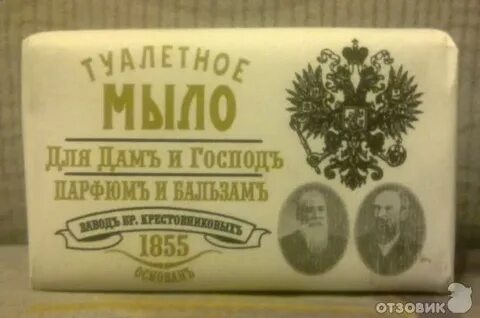 ТУАЛЕТНОЕ
МЫЛО
Для Дамъ и Господъ
ПАРФЮМЪ И БАЛЬЗАМЪ
ЗАВОДЪ БР. КРЕСТОВНИКОВЫХЪ
1855
ОСНОВАНЪ
ОТЗОВИК